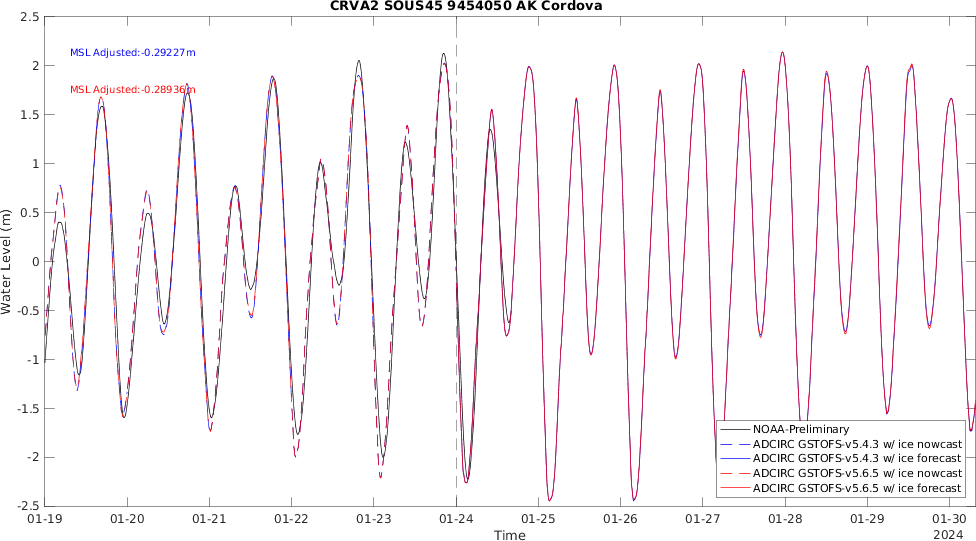 CRVA2 SOUS45 9454050 AK Cordova
MSL Adjusted:-0.29227m
MSL Adjusted:-0.28936m
Water Level (m)
2.5
2
1.5
1
0.5
0
-0.5
-1
-1.5
-2
-2.5
NOAA-Preliminary
ADCIRC GSTOFS-v5.4.3 w/ ice nowcast
ADCIRC GSTOFS-v5.4.3 w/ ice forecast
ADCIRC GSTOFS-v5.6.5 w/ ice nowcast
ADCIRC GSTOFS-v5.6.5 w/ ice forecast
01-19 01-20 01-21 01-22 01-23 01-24 01-25 01-26 01-27 01-28 01-29 01-30
2024
Time